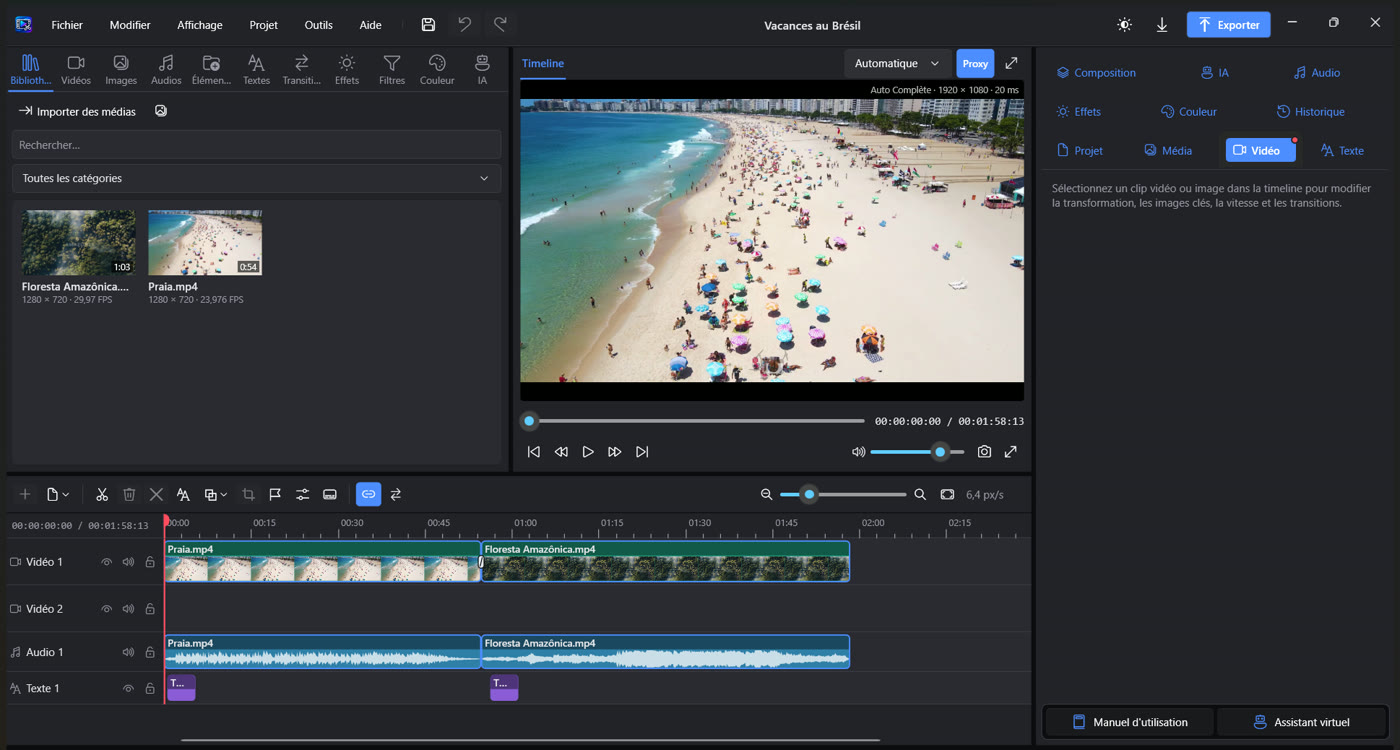 Fichier Modifier Affichage Projet Outils Aide
Vacances au Brésil
Exporter
Biblioth... Vidéos Images Audios Élémen... Textes Transiti... Effets Filtres Couleur IA
Importer des médias
Rechercher...
Toutes les catégories
1:03
0:54
Floresta Amazônica....
1280 × 720 · 29,97 FPS
Praia.mp4
1280 × 720 · 23,976 FPS
Timeline
Automatique
Proxy
Auto Complète · 1920 × 1080 · 20 ms
00:00:00:00 / 00:01:58:13
Composition IA Audio
Effets Couleur Historique
Projet Média Vidéo Texte
Sélectionnez un clip vidéo ou image dans la timeline pour modifier
la transformation, les images clés, la vitesse et les transitions.
6,4 px/s
00:00:00:00 / 00:01:58:13
00:00 00:15 00:30 00:45 01:00 01:15 01:30 01:45 02:00 02:15
Vidéo 1
Praia.mp4
Floresta Amazônica.mp4
Vidéo 2
Audio 1
Praia.mp4
Floresta Amazônica.mp4
Texte 1
T...
T...
Manuel d'utilisation
Assistant virtuel